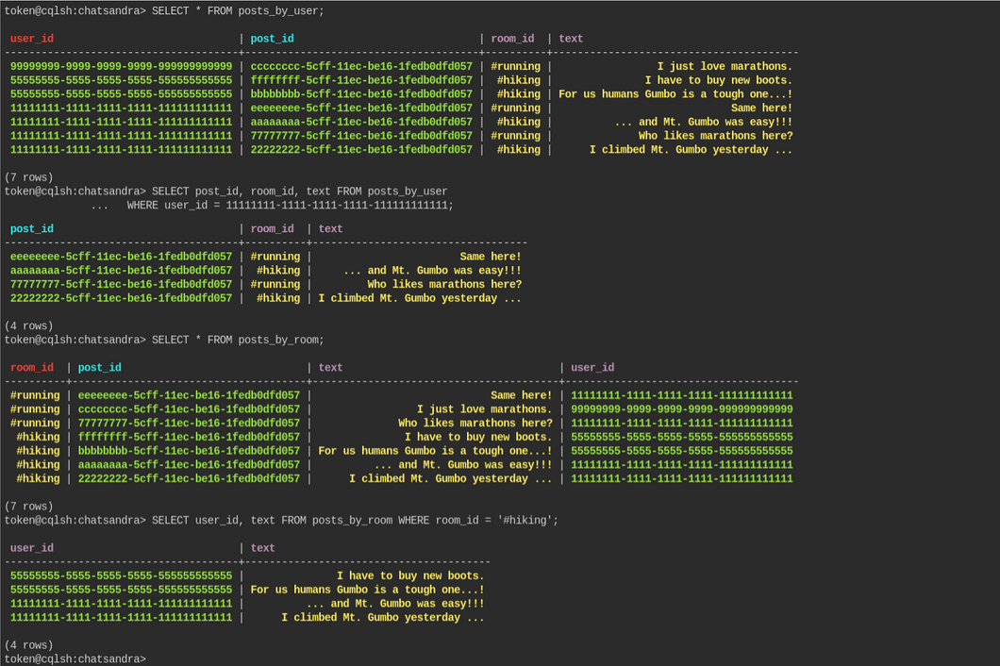 token@cqlsh:chatsandra> SELECT * FROM posts_by_user;
user_id | post_id | room_id | text
--------------------------------------+--------------------------------------+----------+---------------------------------------
99999999-9999-9999-9999-999999999999 | cccccccc-5cff-11ec-be16-1fedb0dfd057 | #running | I just love marathons.
55555555-5555-5555-5555-555555555555 | ffffffff-5cff-11ec-be16-1fedb0dfd057 | #hiking | I have to buy new boots.
55555555-5555-5555-5555-555555555555 | bbbbbbbb-5cff-11ec-be16-1fedb0dfd057 | #hiking | For us humans Gumbo is a tough one...!
11111111-1111-1111-1111-111111111111 | eeeeeeee-5cff-11ec-be16-1fedb0dfd057 | #running | Same here!
11111111-1111-1111-1111-111111111111 | aaaaaaaa-5cff-11ec-be16-1fedb0dfd057 | #hiking | ... and Mt. Gumbo was easy!!!
11111111-1111-1111-1111-111111111111 | 77777777-5cff-11ec-be16-1fedb0dfd057 | #running | Who likes marathons here?
11111111-1111-1111-1111-111111111111 | 22222222-5cff-11ec-be16-1fedb0dfd057 | #hiking | I climbed Mt. Gumbo yesterday ...
(7 rows)
token@cqlsh:chatsandra> SELECT post_id, room_id, text FROM posts_by_user
... WHERE user_id = 11111111-1111-1111-1111-111111111111;
post_id | room_id | text
--------------------------------------+----------+-----------------------------------
eeeeeeee-5cff-11ec-be16-1fedb0dfd057 | #running | Same here!
aaaaaaaa-5cff-11ec-be16-1fedb0dfd057 | #hiking | ... and Mt. Gumbo was easy!!!
77777777-5cff-11ec-be16-1fedb0dfd057 | #running | Who likes marathons here?
22222222-5cff-11ec-be16-1fedb0dfd057 | #hiking | I climbed Mt. Gumbo yesterday ...
(4 rows)
token@cqlsh:chatsandra> SELECT * FROM posts_by_room;
room_id | post_id | text | user_id
----------+--------------------------------------+----------------------------------------+--------------------------------------
#running | eeeeeeee-5cff-11ec-be16-1fedb0dfd057 | Same here! | 11111111-1111-1111-1111-111111111111
#running | cccccccc-5cff-11ec-be16-1fedb0dfd057 | I just love marathons. | 99999999-9999-9999-9999-999999999999
#running | 77777777-5cff-11ec-be16-1fedb0dfd057 | Who likes marathons here? | 11111111-1111-1111-1111-111111111111
#hiking | ffffffff-5cff-11ec-be16-1fedb0dfd057 | I have to buy new boots. | 55555555-5555-5555-5555-555555555555
#hiking | bbbbbbbb-5cff-11ec-be16-1fedb0dfd057 | For us humans Gumbo is a tough one...! | 55555555-5555-5555-5555-555555555555
#hiking | aaaaaaaa-5cff-11ec-be16-1fedb0dfd057 | ... and Mt. Gumbo was easy!!! | 11111111-1111-1111-1111-111111111111
#hiking | 22222222-5cff-11ec-be16-1fedb0dfd057 | I climbed Mt. Gumbo yesterday ... | 11111111-1111-1111-1111-111111111111
(7 rows)
token@cqlsh:chatsandra> SELECT user_id, text FROM posts_by_room WHERE room_id = '#hiking';
user_id | text
--------------------------------------+----------------------------------------
55555555-5555-5555-5555-555555555555 | I have to buy new boots.
55555555-5555-5555-5555-555555555555 | For us humans Gumbo is a tough one...!
11111111-1111-1111-1111-111111111111 | ... and Mt. Gumbo was easy!!!
11111111-1111-1111-1111-111111111111 | I climbed Mt. Gumbo yesterday ...
(4 rows)
token@cqlsh:chatsandra>